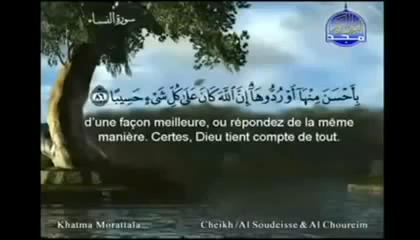 سورة النساء
بِأَحْسَنَ مِنْهَا أَوْ رُدُّوهَا إِنَّ اللَّهَ كَانَ عَلَىٰ كُلِّ شَيْءٍ حَسِيبًا ٨٦
d'une façon meilleure, ou répondez de la même
manière. Certes, Dieu tient compte de tout.
Khatma Morattala... Cheikh /Al Soudeisse & Al Choureim